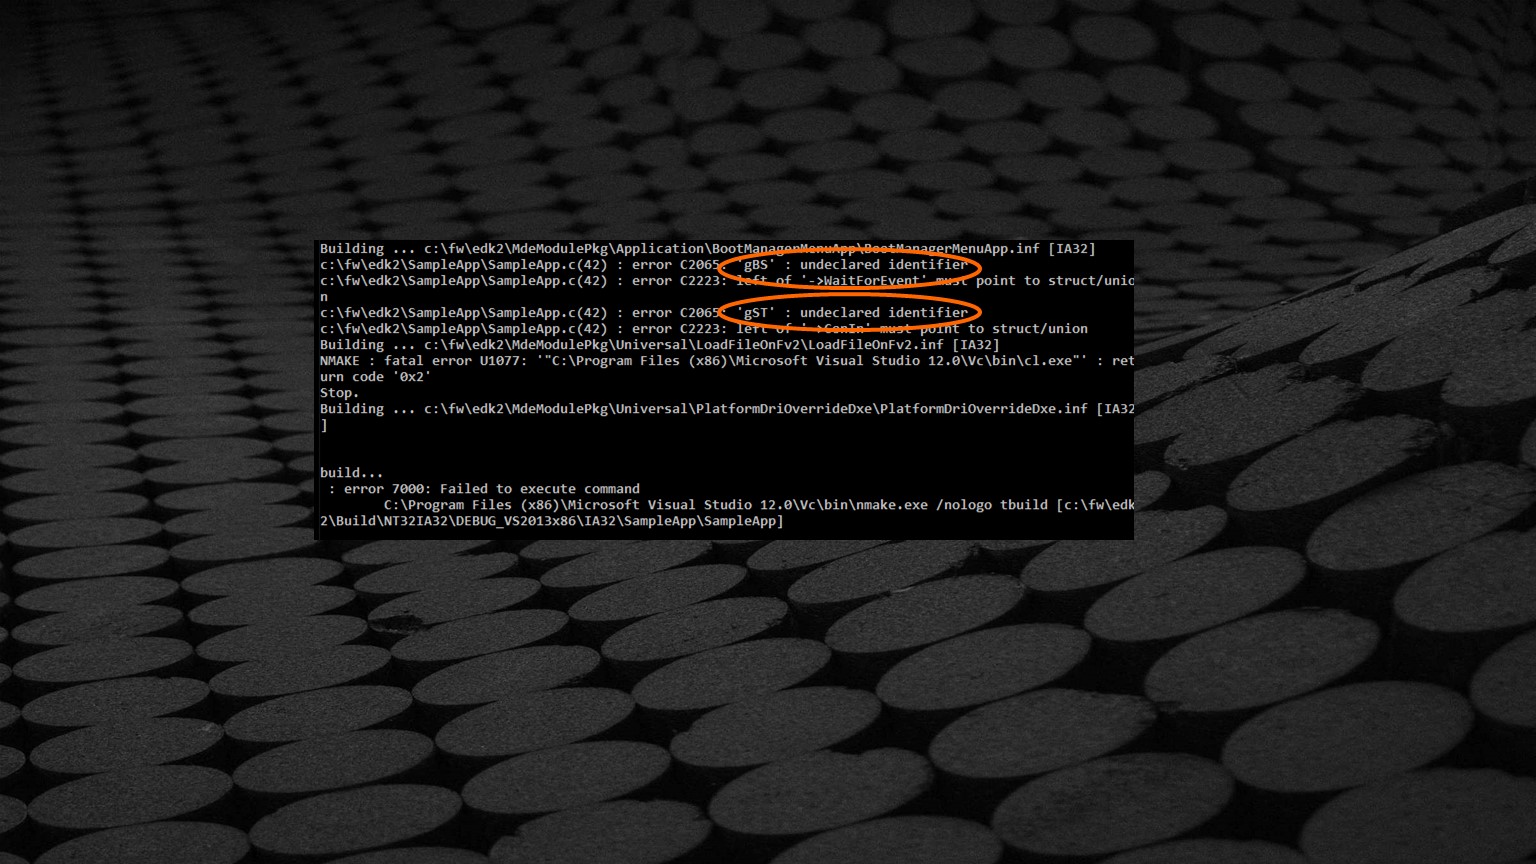 Building ... c:\fw\edk2\MdeModulePkg\Application\BootManagerMenuApp\BootManagerMenuApp.inf [IA32]
c:\fw\edk2\SampleApp\SampleApp.c(42) : error C2065: 'gBS' : undeclared identifier
c:\fw\edk2\SampleApp\SampleApp.c(42) : error C2223: left of '->WaitForEvent' must point to struct/unio
n
c:\fw\edk2\SampleApp\SampleApp.c(42) : error C2065: 'gST' : undeclared identifier
c:\fw\edk2\SampleApp\SampleApp.c(42) : error C2223: left of '->ConIn' must point to struct/union
Building ... c:\fw\edk2\MdeModulePkg\Universal\LoadFileOnFv2\LoadFileOnFv2.inf [IA32]
NMAKE : fatal error U1077: '"C:\Program Files (x86)\Microsoft Visual Studio 12.0\Vc\bin\cl.exe"' : ret
urn code '0x2'
Stop.
Building ... c:\fw\edk2\MdeModulePkg\Universal\PlatformDriOverrideDxe\PlatformDriOverrideDxe.inf [IA32
]
build...
 : error 7000: Failed to execute command
C:\Program Files (x86)\Microsoft Visual Studio 12.0\Vc\bin\nmake.exe /nologo tbuild [c:\fw\edk
2\Build\NT32IA32\DEBUG_VS2013x86\IA32\SampleApp\SampleApp]